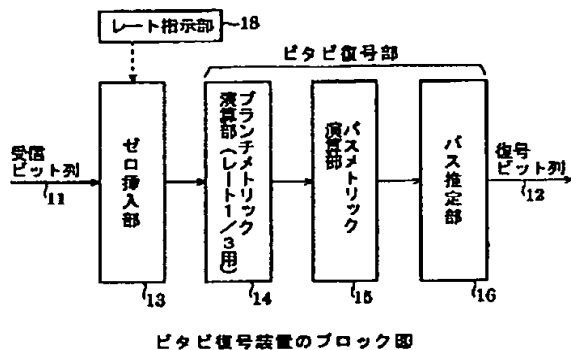 レート指示部
18
ビタビ復号部
受信
ビット列
11
ゼロ挿入部
13
ブランチメトリック
演算部(レート1/3用)
14
パスメトリック
演算部
15
パス推定部
16
復号
ビット列
12
ビタビ復号装置のブロック図